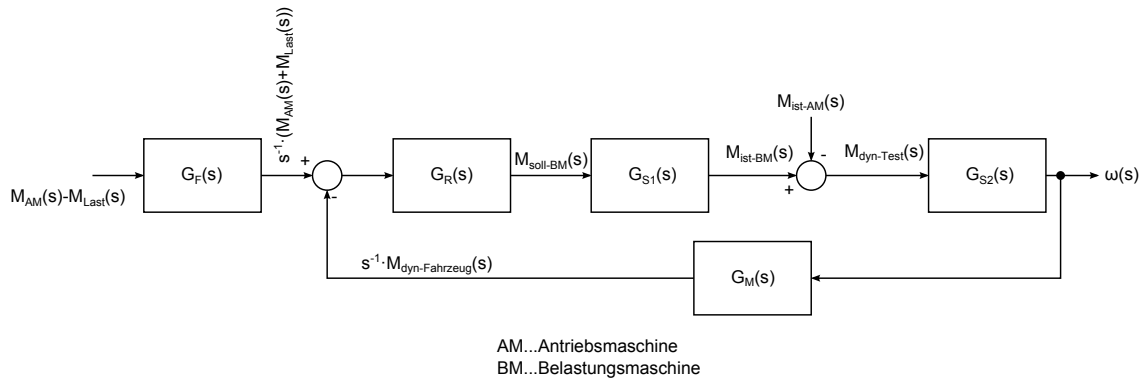 s⁻¹·(M_AM(s)+M_Last(s))
M_ist-AM(s)
G_F(s)
+
-
G_R(s)
M_soll-BM(s)
G_S1(s)
M_ist-BM(s)
-
+
M_dyn-Test(s)
G_S2(s)
ω(s)
M_AM(s)-M_Last(s)
s⁻¹·M_dyn-Fahrzeug(s)
G_M(s)
AM...Antriebsmaschine
BM...Belastungsmaschine